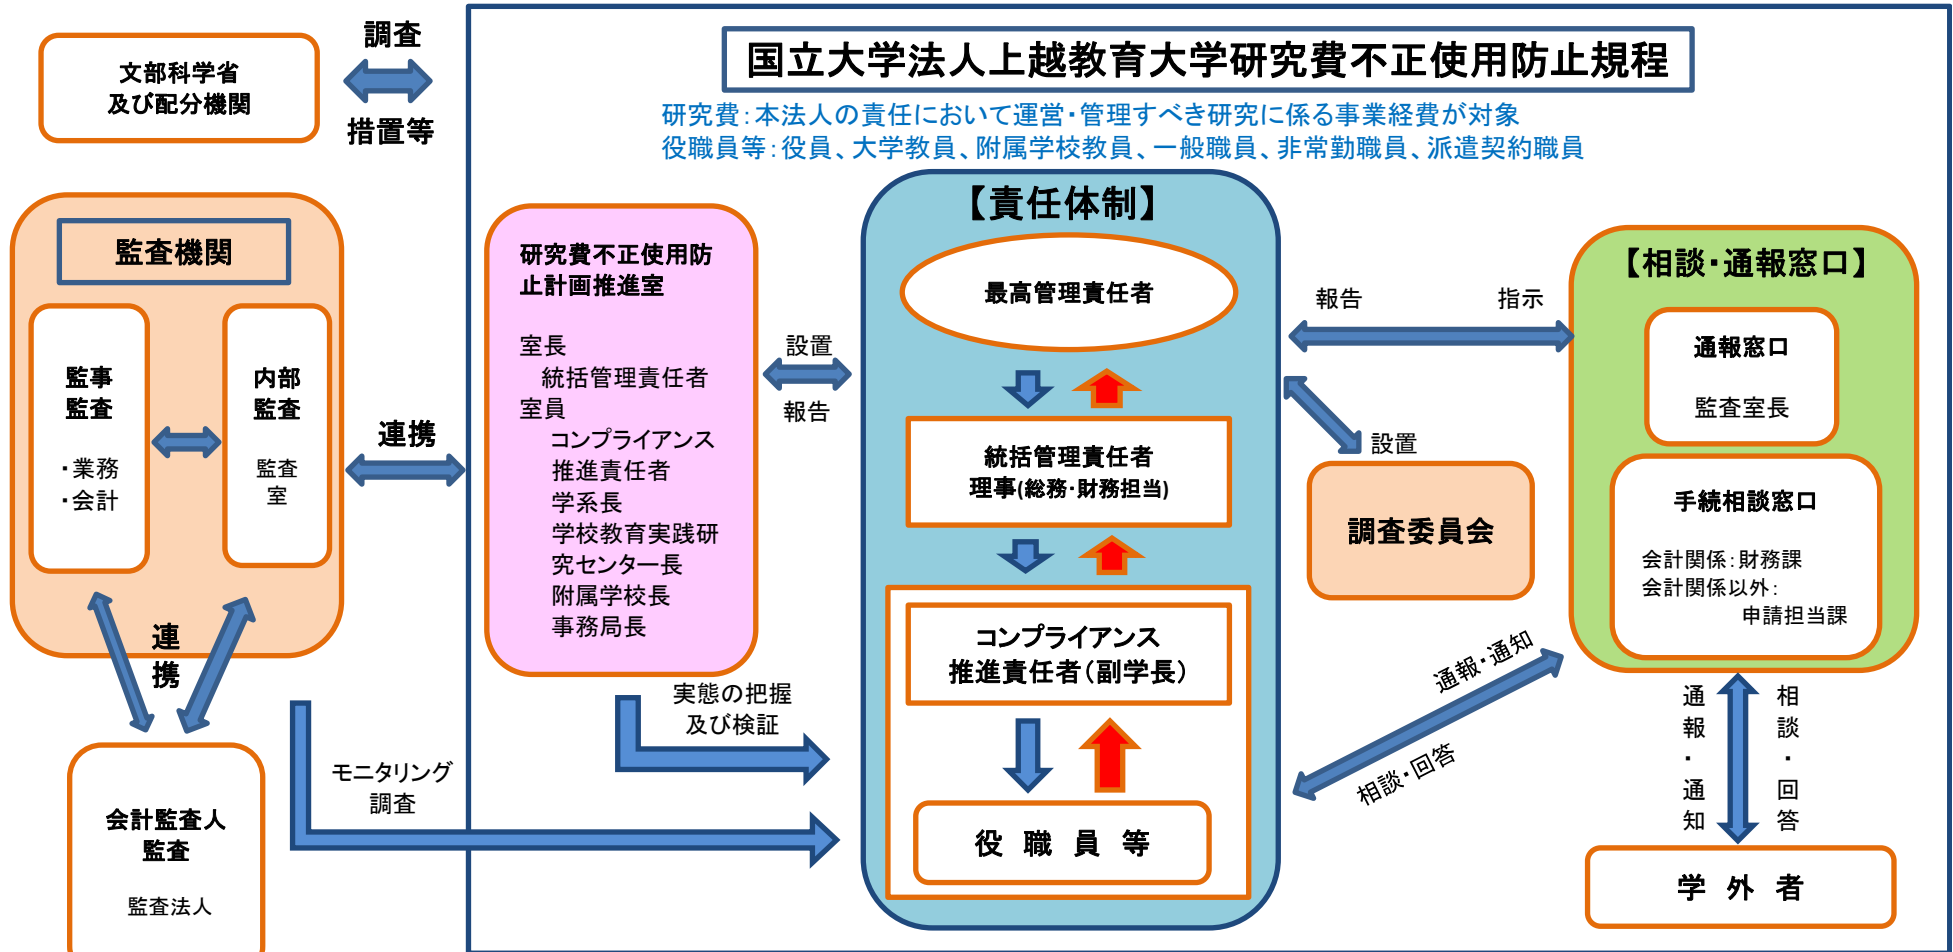 国立大学法人上越教育大学研究費不正使用防止規程
研究費：本法人の責任において運営・管理すべき研究に係る事業経費が対象
役職員等：役員、大学教員、附属学校教員、一般職員、非常勤職員、派遣契約職員
文部科学省
及び配分機関
調査
措置等
監査機関
監事
監査
・業務
・会計
内部
監査
監査
室
連携
連
携
会計監査人
監査
監査法人
モニタリング
調査
研究費不正使用防
止計画推進室
室長
統括管理責任者
室員
コンプライアンス
推進責任者
学系長
学校教育実践研
究センター長
附属学校長
事務局長
設置
報告
実態の把握
及び検証
【責任体制】
最高管理責任者
統括管理責任者
理事(総務・財務担当)
コンプライアンス
推進責任者（副学長）
役職員等
報告
指示
設置
調査委員会
通報・通知
相談・回答
【相談・通報窓口】
通報窓口
監査室長
手続相談窓口
会計関係：財務課
会計関係以外：
申請担当課
通報・通知
相談・回答
学外者